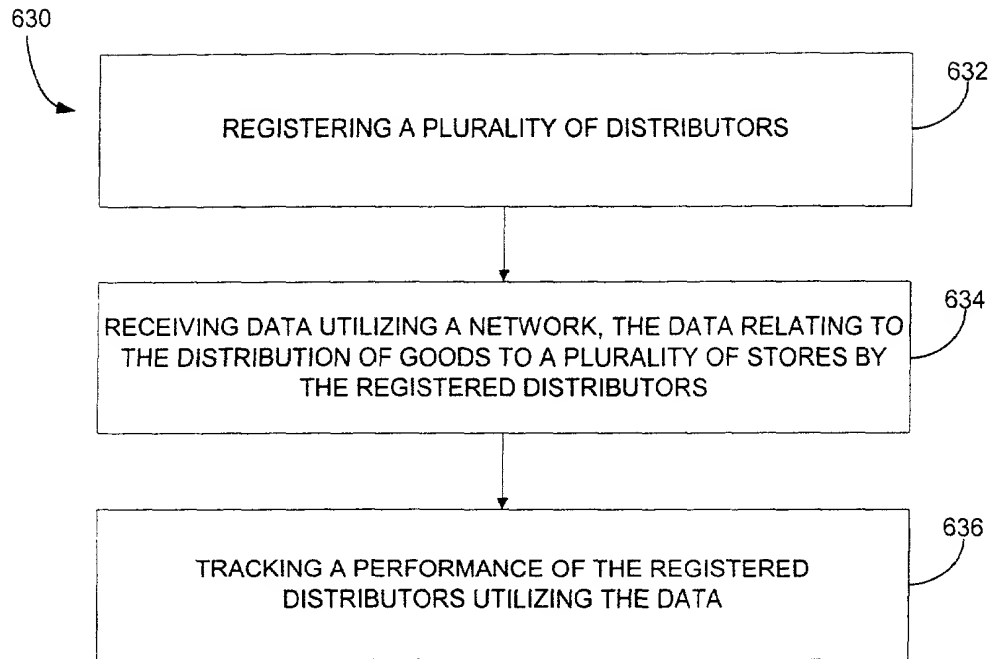 630
632
REGISTERING A PLURALITY OF DISTRIBUTORS
634
RECEIVING DATA UTILIZING A NETWORK, THE DATA RELATING TO
THE DISTRIBUTION OF GOODS TO A PLURALITY OF STORES BY
THE REGISTERED DISTRIBUTORS
636
TRACKING A PERFORMANCE OF THE REGISTERED
DISTRIBUTORS UTILIZING THE DATA